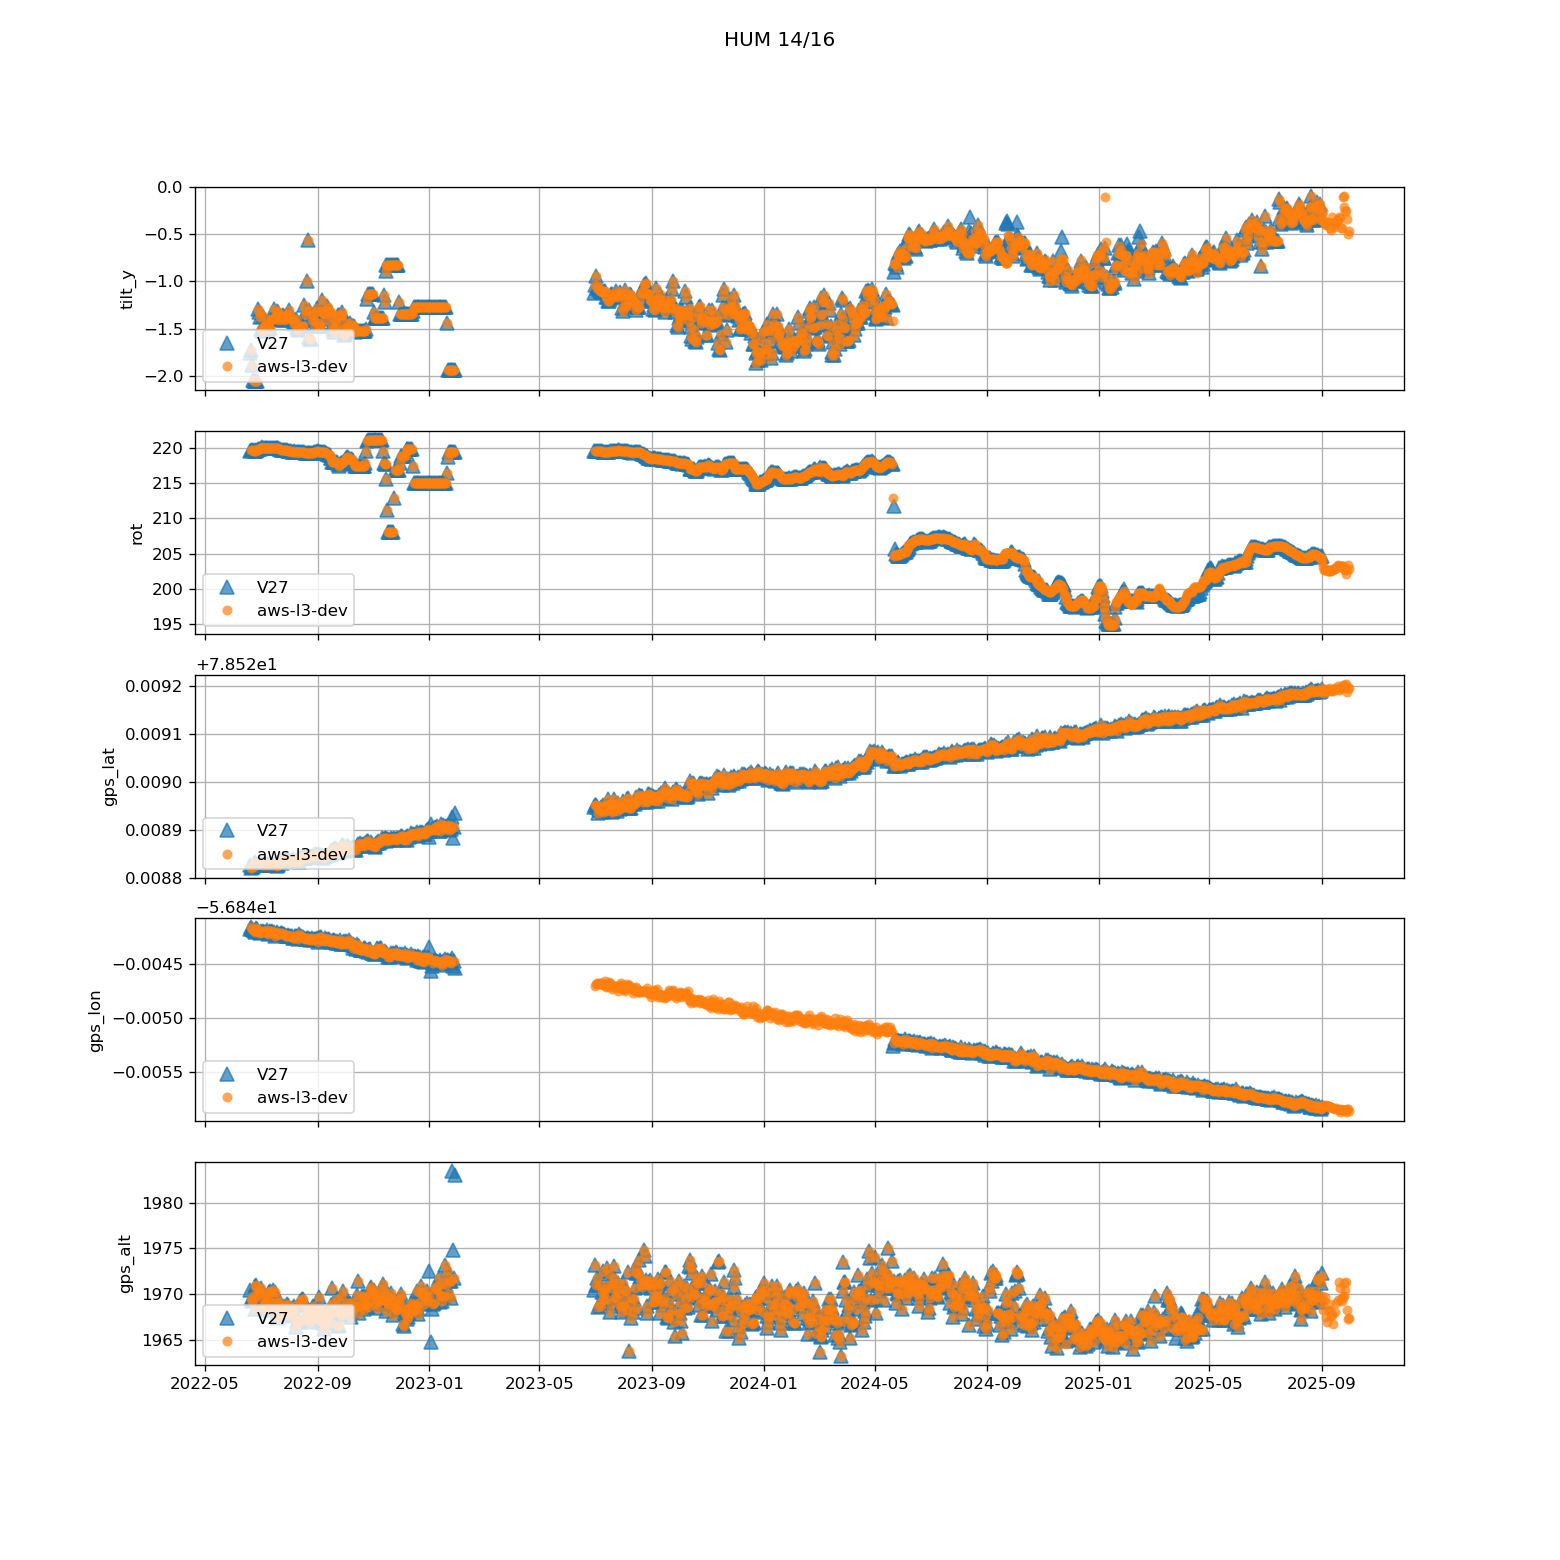 HUM 14/16
0.0
−0.5
−1.0
−1.5
−2.0
tilt_y
V27
aws-l3-dev
220
215
210
205
200
195
rot
V27
aws-l3-dev
+7.852e1
0.0092
0.0091
0.0090
0.0089
0.0088
gps_lat
V27
aws-l3-dev
−5.684e1
−0.0045
−0.0050
−0.0055
gps_lon
V27
aws-l3-dev
1980
1975
1970
1965
gps_alt
V27
aws-l3-dev
2022-05 2022-09 2023-01 2023-05 2023-09 2024-01 2024-05 2024-09 2025-01 2025-05 2025-09